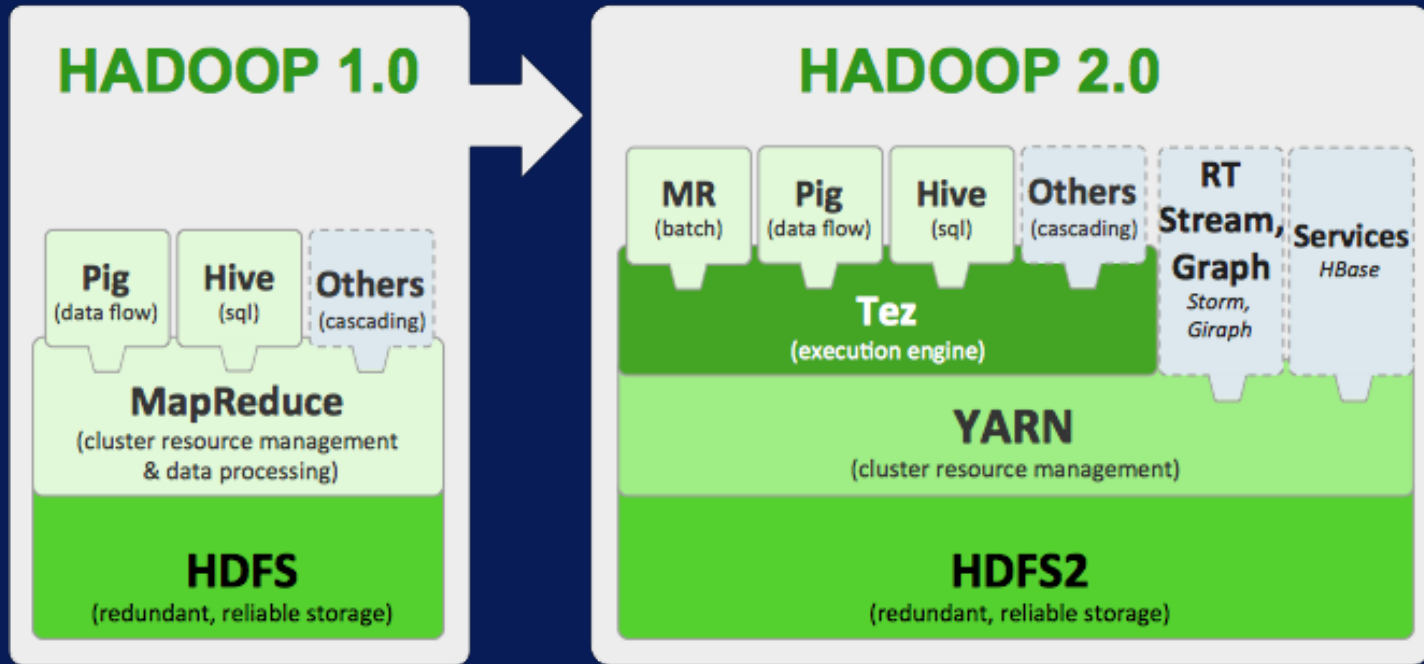 HADOOP 1.0
Pig
(data flow)
Hive
(sql)
Others
(cascading)
MapReduce
(cluster resource management
& data processing)
HDFS
(redundant, reliable storage)
HADOOP 2.0
MR
(batch)
Pig
(data flow)
Hive
(sql)
Others
(cascading)
RT
Stream,
Graph
Storm,
Giraph
Services
HBase
Tez
(execution engine)
YARN
(cluster resource management)
HDFS2
(redundant, reliable storage)